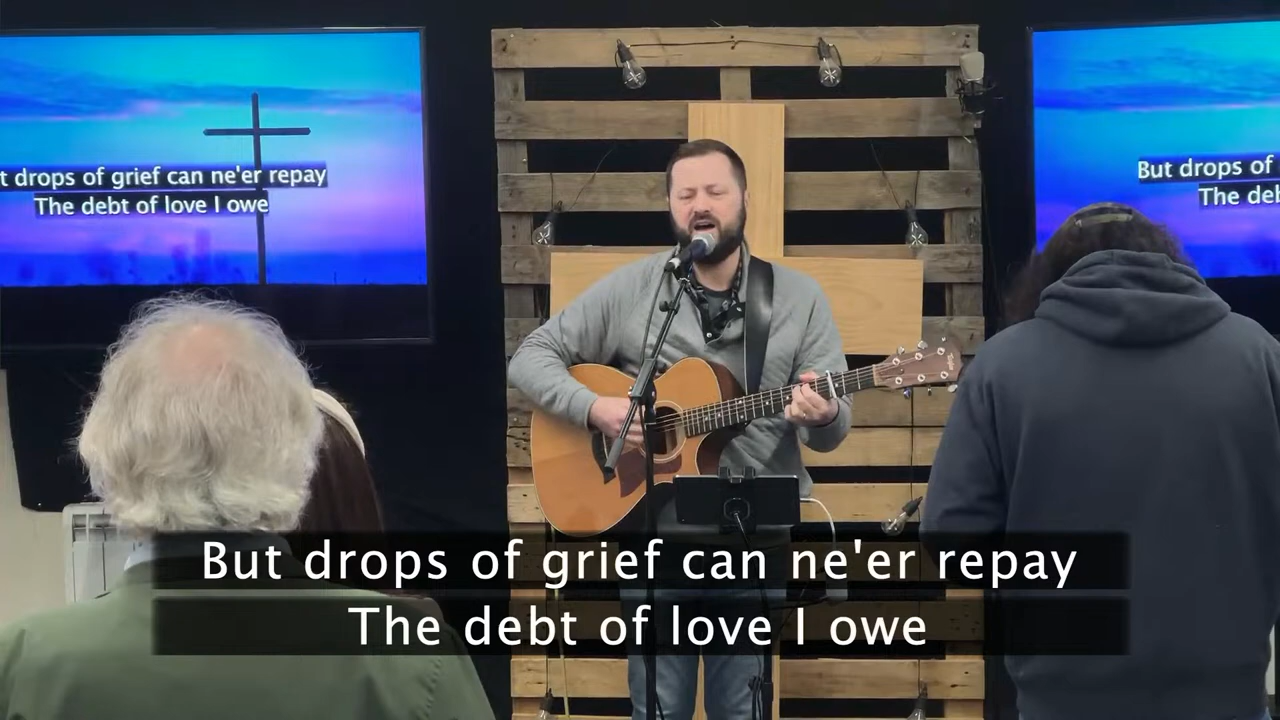 t drops of grief can ne'er repay
The debt of love I owe
But drops of
The deb
But drops of grief can ne'er repay
The debt of love I owe